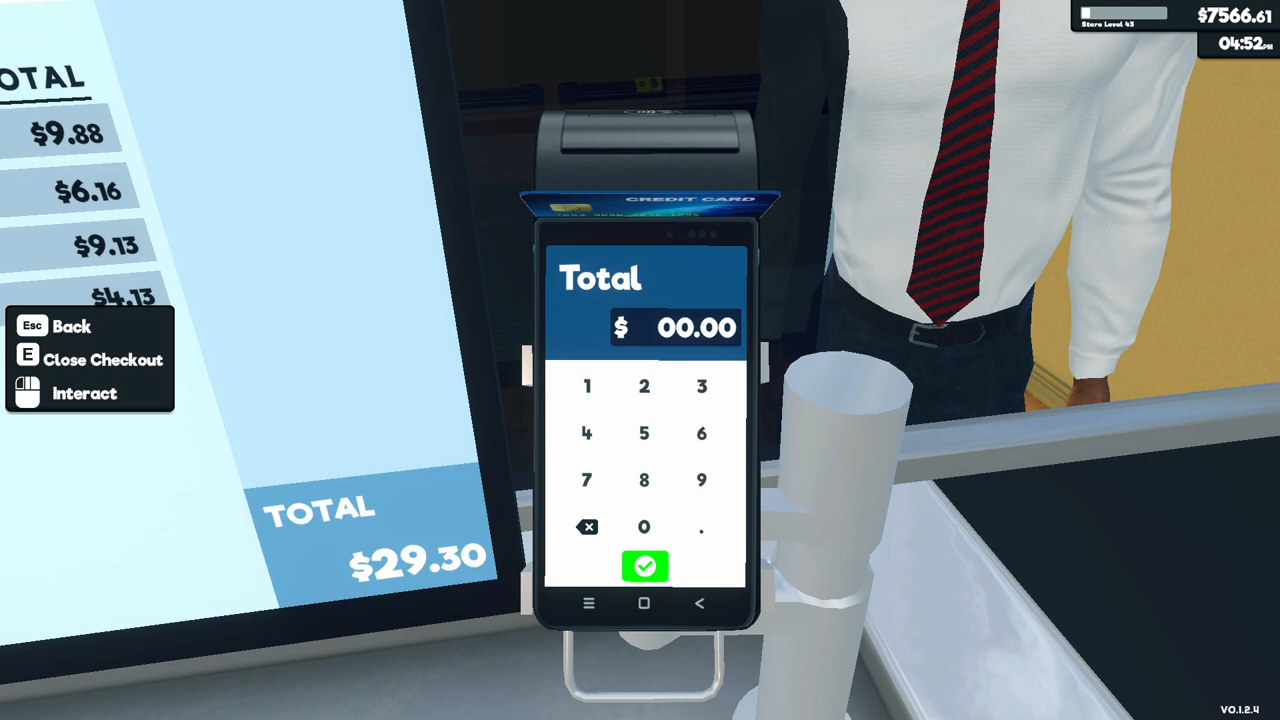 OTAL
$9.88
$6.16
$9.13
$4.13
Esc Back
E Close Checkout
Interact
TOTAL
$29.30
CREDIT CARD
Total
$ 00.00
1 2 3
4 5 6
7 8 9
0 .
Store Level 43
$7566.61
04:52PM
V0.1.2.4